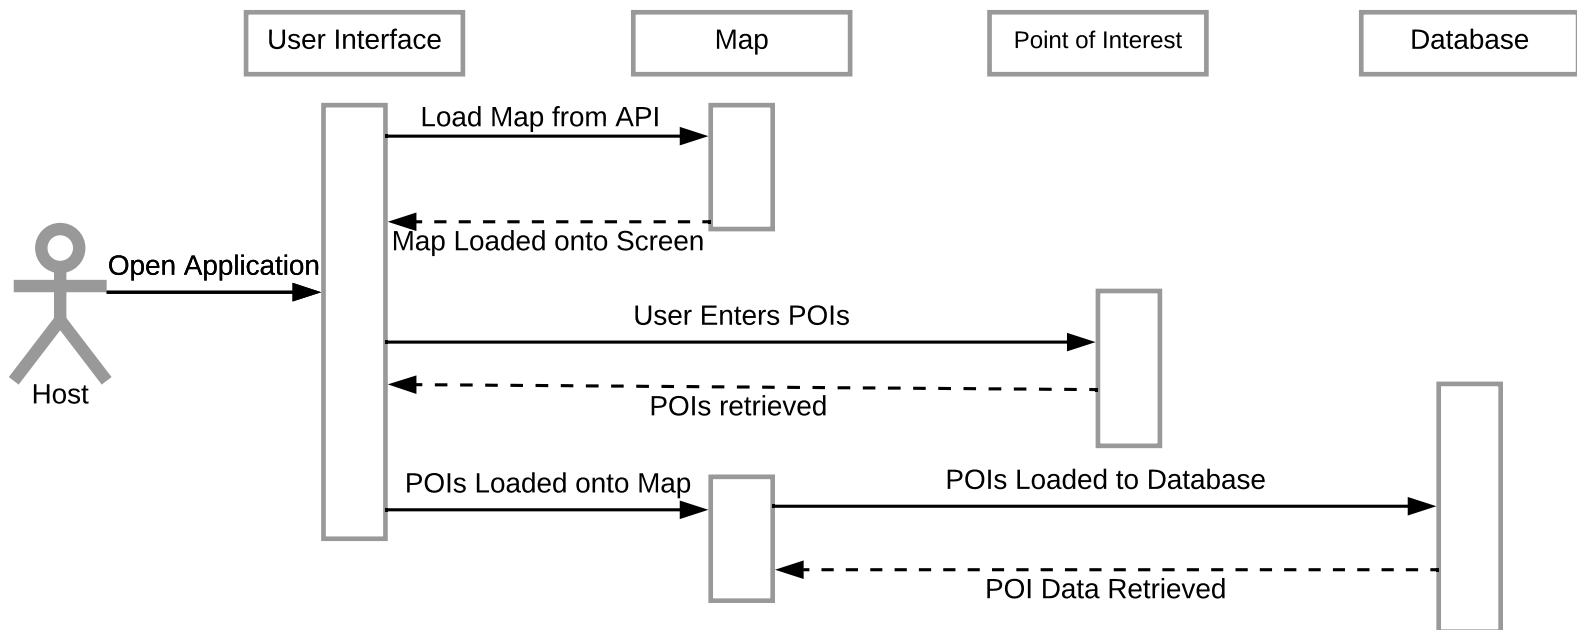 User Interface
Map
Point of Interest
Database
Load Map from API
Map Loaded onto Screen
Open Application
User Enters POIs
Host
POIs retrieved
POIs Loaded onto Map
POIs Loaded to Database
POI Data Retrieved